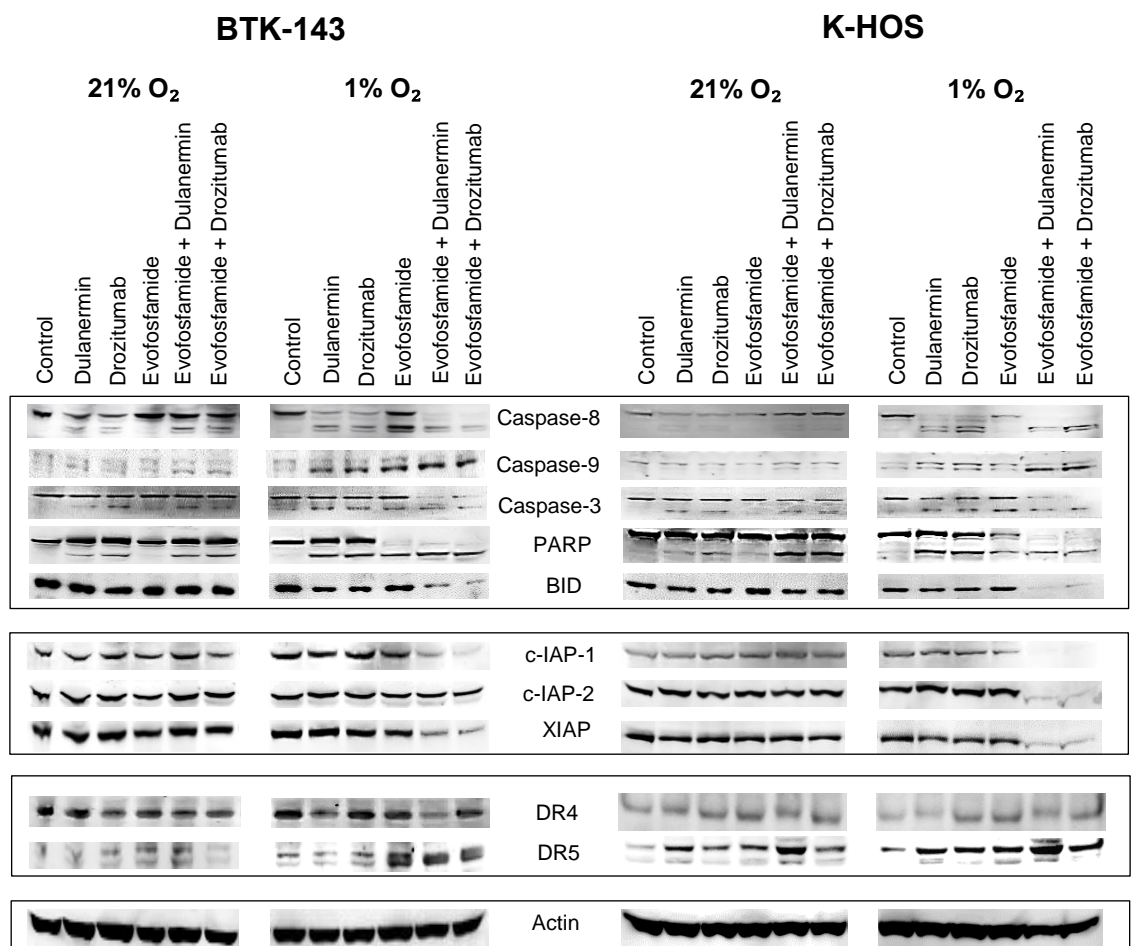 BTK-143 K-HOS
21% O₂ 1% O₂ 21% O₂ 1% O₂
Control
Dulanermin
Drozitumab
Evofosfamide
Evofosfamide + Dulanermin
Evofosfamide + Drozitumab
Control
Dulanermin
Drozitumab
Evofosfamide
Evofosfamide + Dulanermin
Evofosfamide + Drozitumab
Control
Dulanermin
Drozitumab
Evofosfamide
Evofosfamide + Dulanermin
Evofosfamide + Drozitumab
Control
Dulanermin
Drozitumab
Evofosfamide
Evofosfamide + Dulanermin
Evofosfamide + Drozitumab
Caspase-8
Caspase-9
Caspase-3
PARP
BID
c-IAP-1
c-IAP-2
XIAP
DR4
DR5
Actin